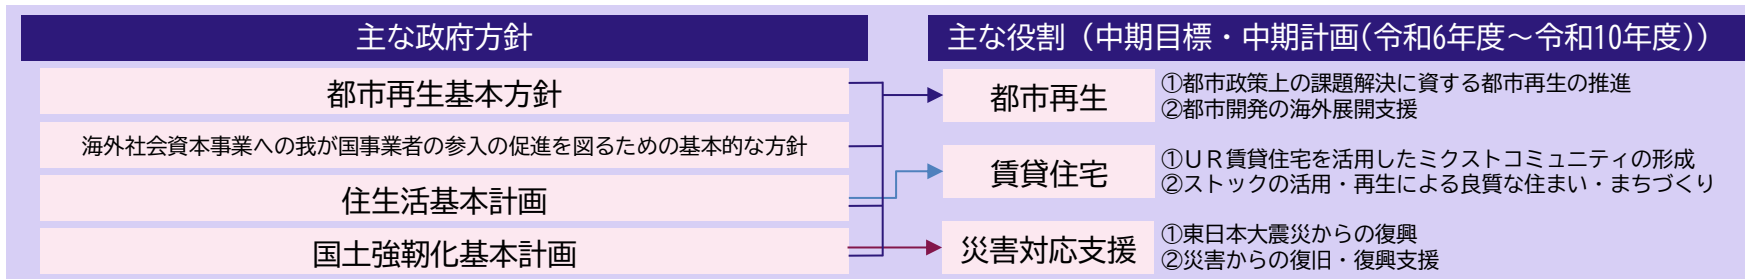 主な政府方針
都市再生基本方針
海外社会資本事業への我が国事業者の参入の促進を図るための基本的な方針
住生活基本計画
国土強靭化基本計画
主な役割（中期目標・中期計画(令和6年度～令和10年度)）
都市再生
①都市政策上の課題解決に資する都市再生の推進
②都市開発の海外展開支援
賃貸住宅
①ＵＲ賃貸住宅を活用したミクストコミュニティの形成
②ストックの活用・再生による良質な住まい・まちづくり
災害対応支援
①東日本大震災からの復興
②災害からの復旧・復興支援